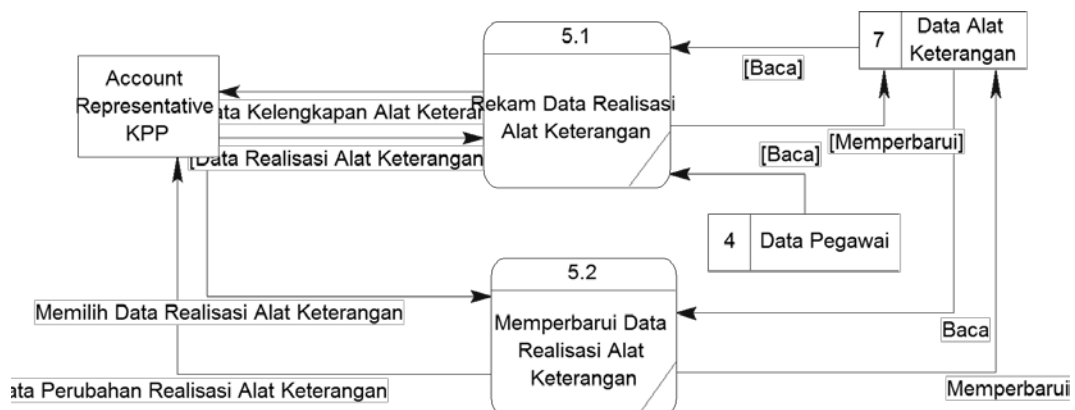 5.1
Rekam Data Realisasi
Alat Keterangan
7
Data Alat
Keterangan
Account
Representative
KPP
[Baca]
ata Kelengkapan Alat Keteran
[Data Realisasi Alat Keterangan
[Memperbarui]
[Baca]
4
Data Pegawai
5.2
Memperbarui Data
Realisasi Alat
Keterangan
Memilih Data Realisasi Alat Keterangan
Baca
ata Perubahan Realisasi Alat Keterangan
Memperbarui